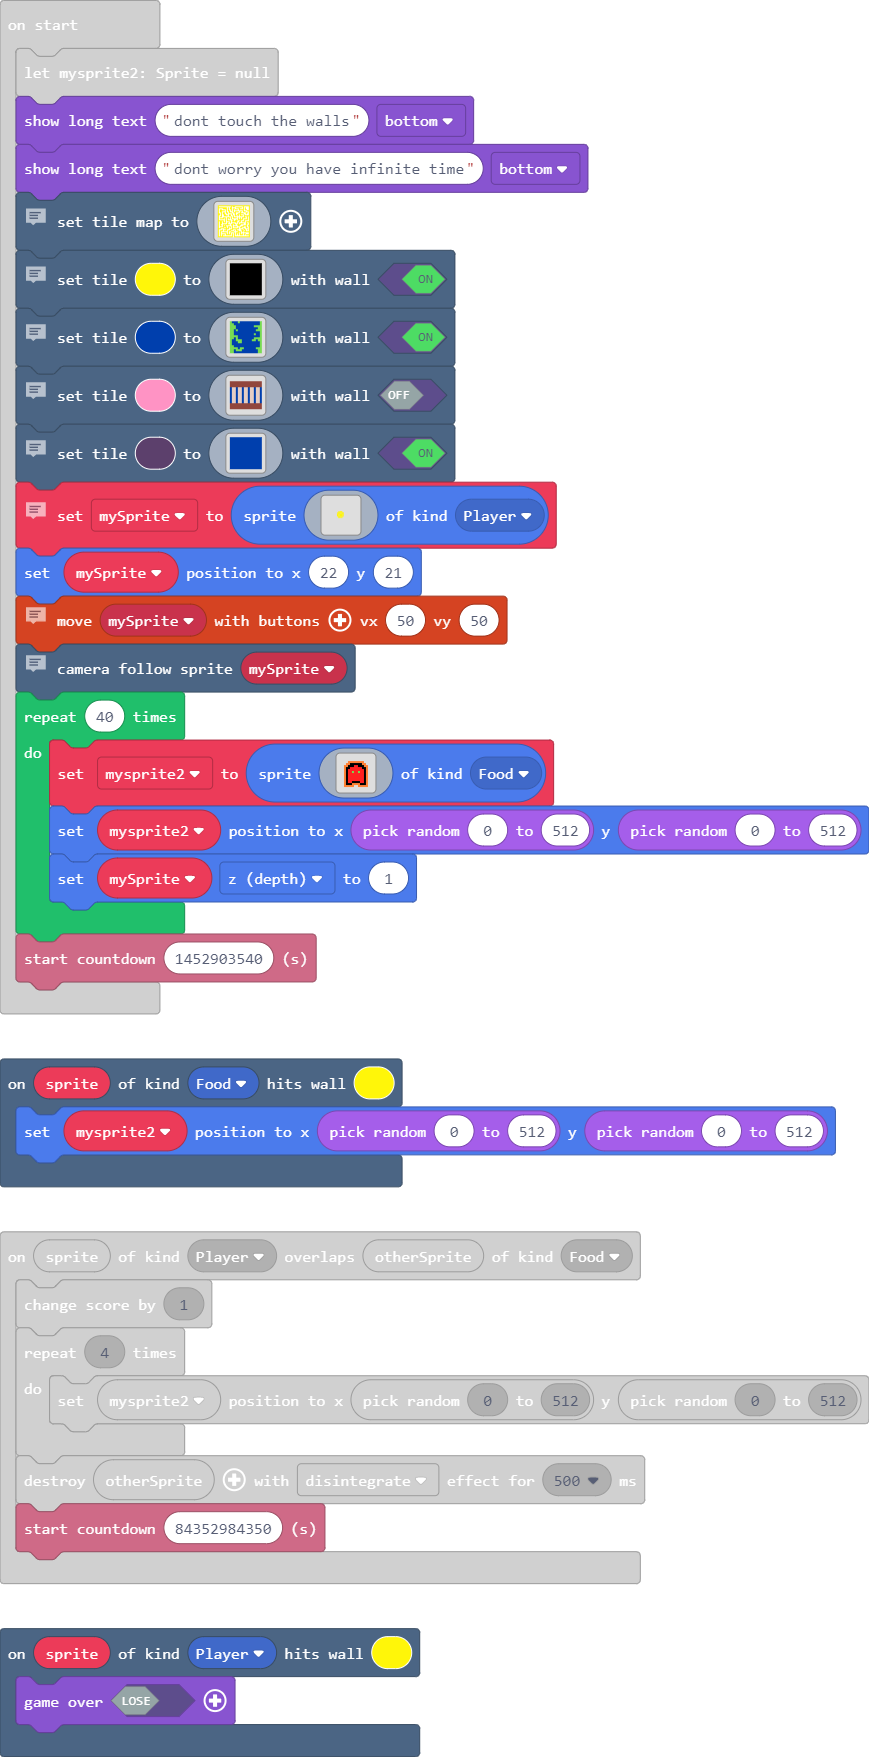 on start
let mysprite2: Sprite = null
show long text "dont touch the walls" bottom
show long text "dont worry you have infinite time" bottom
set tile map to
set tile to with wall ON
set tile to with wall ON
set tile to with wall OFF
set tile to with wall ON
set mySprite to sprite of kind Player
set mySprite position to x 22 y 21
move mySprite with buttons vx 50 vy 50
camera follow sprite mySprite
repeat 40 times
do
set mysprite2 to sprite of kind Food
set mysprite2 position to x pick random 0 to 512 y pick random 0 to 512
set mySprite z (depth) to 1
start countdown 1452903540 (s)
on sprite of kind Food hits wall
set mysprite2 position to x pick random 0 to 512 y pick random 0 to 512
on sprite of kind Player overlaps otherSprite of kind Food
change score by 1
repeat 4 times
do set mysprite2 position to x pick random 0 to 512 y pick random 0 to 512
destroy otherSprite with disintegrate effect for 500 ms
start countdown 84352984350 (s)
on sprite of kind Player hits wall
game over LOSE